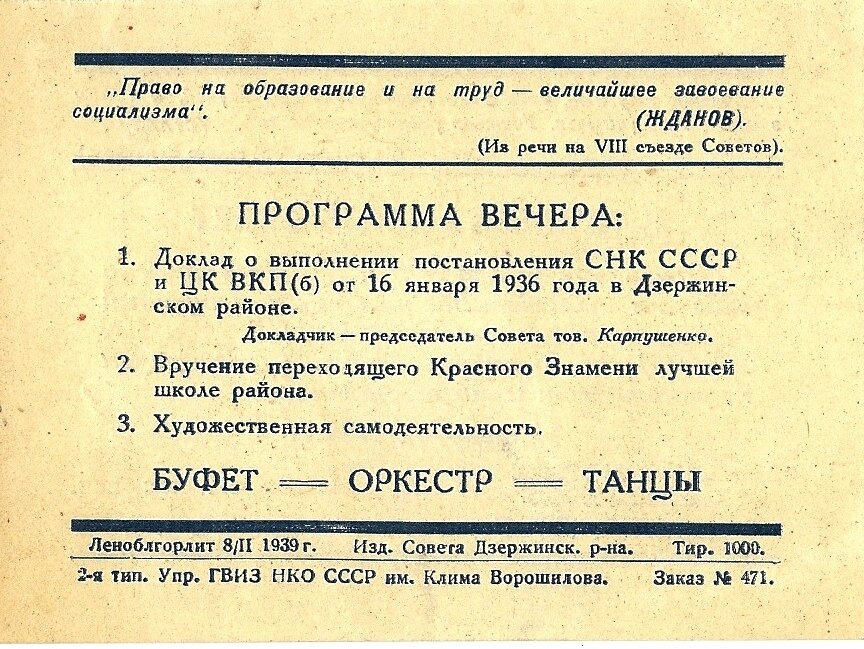 „Право на образование и на труд — величайшее завоевание
социализма“.
(ЖДАНОВ).
(Из речи на VIII съезде Советов).
ПРОГРАММА ВЕЧЕРА:
1. Доклад о выполнении постановления СНК СССР
и ЦК ВКП(б) от 16 января 1936 года в Дзержин-
ском районе.
Докладчик — председатель Совета тов. Карпушенко.
2. Вручение переходящего Красного Знамени лучшей
школе района.
3. Художественная самодеятельность.
БУФЕТ = ОРКЕСТР = ТАНЦЫ
Леноблгорлит 8/II 1939 г. Изд. Совета Дзержинск. р-на. Тир. 1000.
2-я тип. Упр. ГВИЗ НКО СССР им. Клима Ворошилова. Заказ № 471.